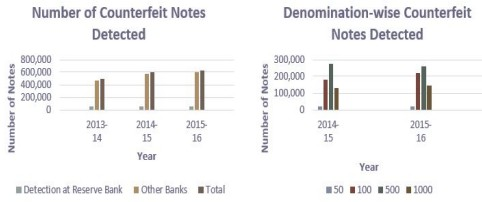 Number of Counterfeit Notes
Detected
Number of Notes
800,000
600,000
400,000
200,000
0
2013-
14
2014-
15
2015-
16
Year
Detection at Reserve Bank
Other Banks
Total
Denomination-wise Counterfeit
Notes Detected
Number of Notes
300,000
200,000
100,000
0
2014-
15
2015-
16
Year
50
100
500
1000